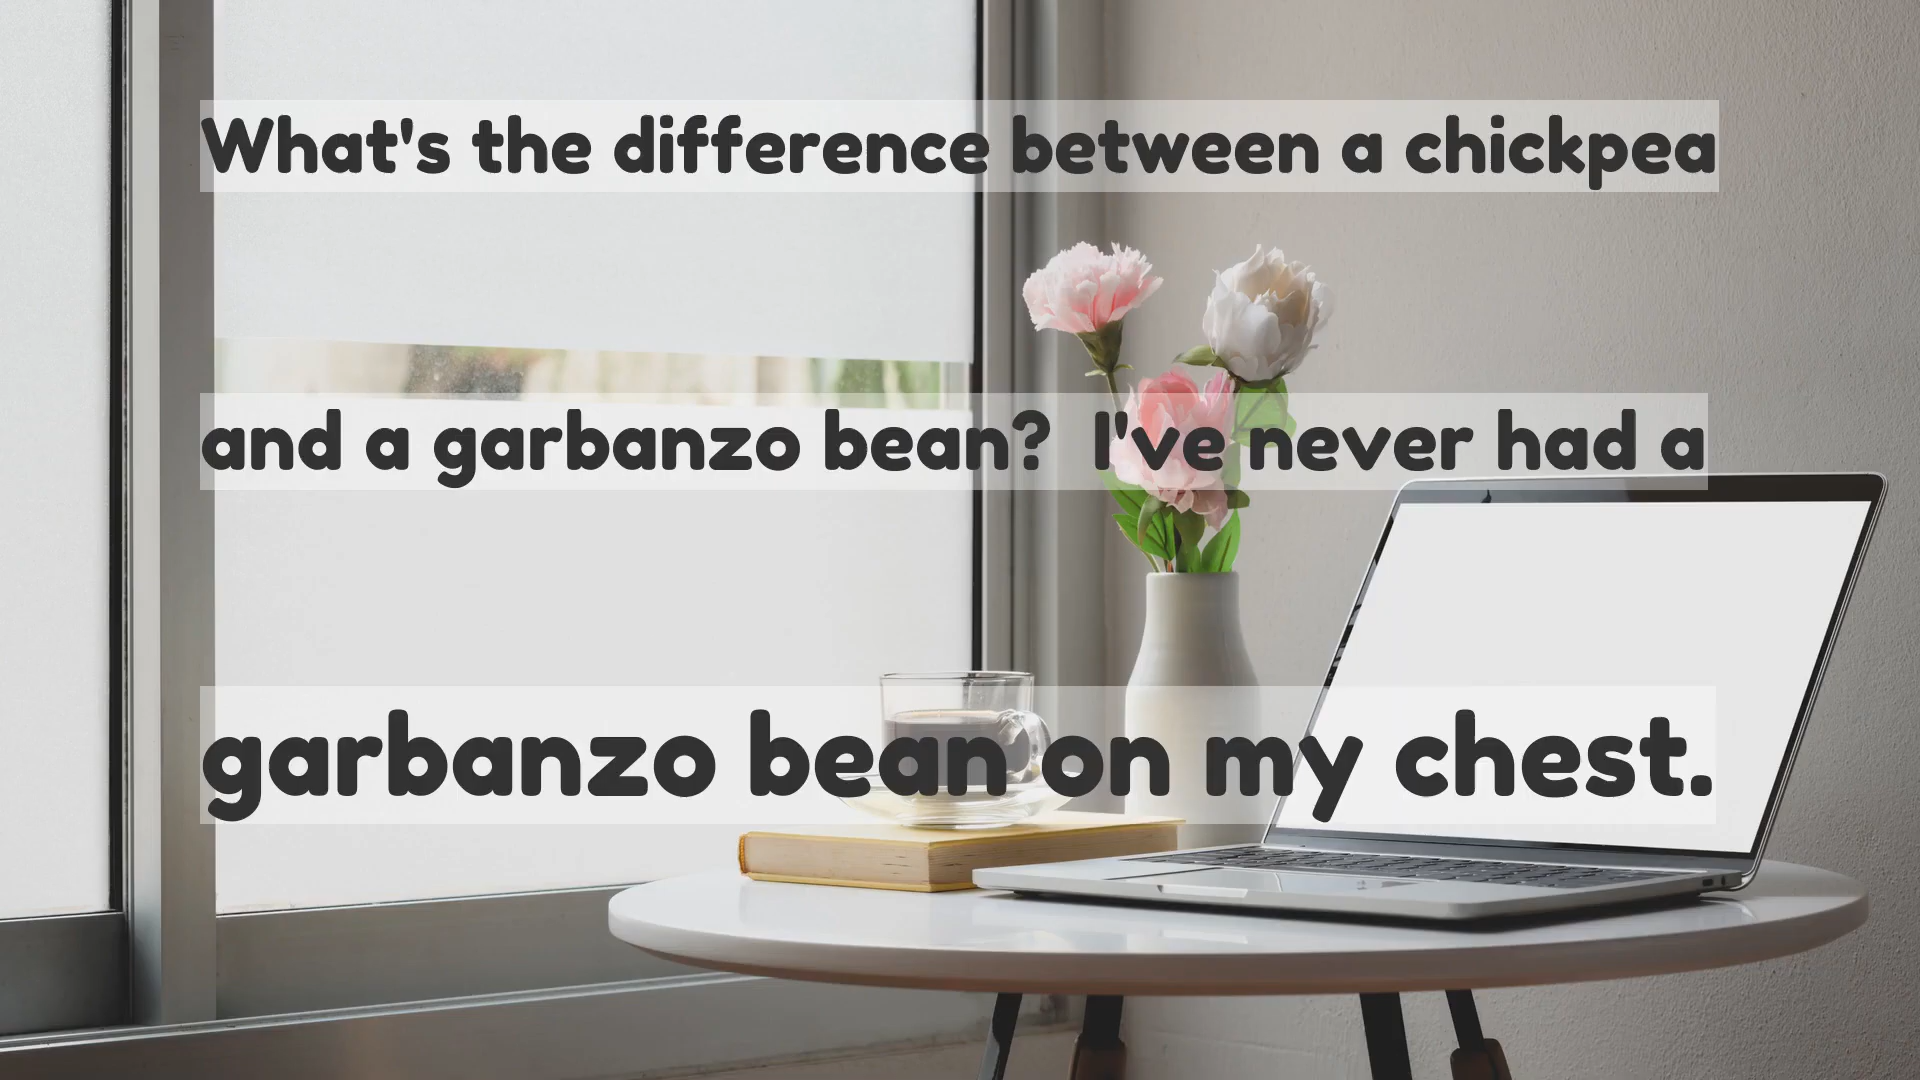 What's the difference between a chickpea
and a garbanzo bean?  I've never had a
garbanzo bean on my chest.